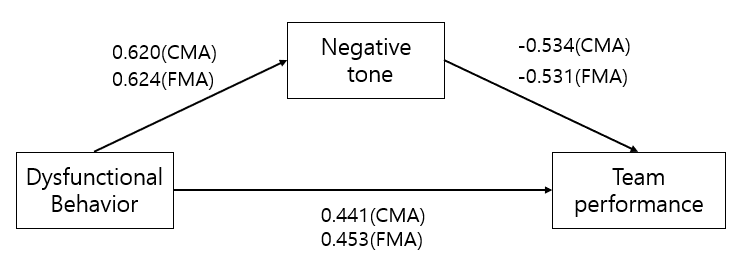 0.620(CMA)
0.624(FMA)
Negative
tone
-0.534(CMA)
-0.531(FMA)
Dysfunctional
Behavior
0.441(CMA)
0.453(FMA)
Team
performance